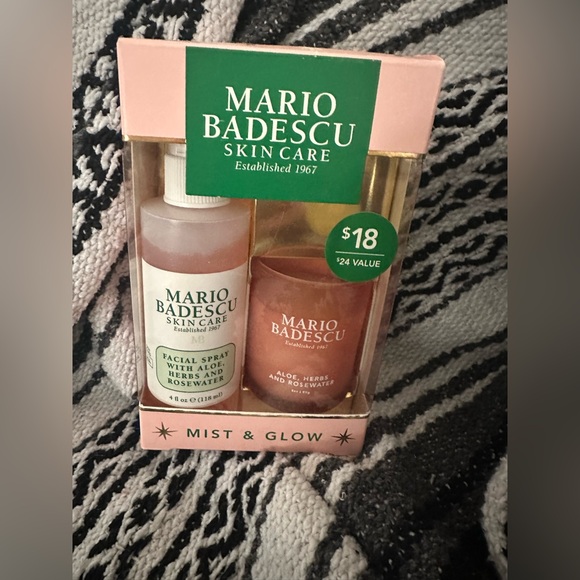 MARIO
BADESCU
SKIN CARE
Established 1967
$18
$24 VALUE
MARIO
BADESCU
SKIN CARE
Established 1967
MB
FACIAL SPRAY
WITH ALOE,
HERBS AND
ROSEWATER
4 fl oz ℮ (118 ml)
MARIO
BADESCU
Established 1967
ALOE, HERBS
AND ROSEWATER
MIST & GLOW